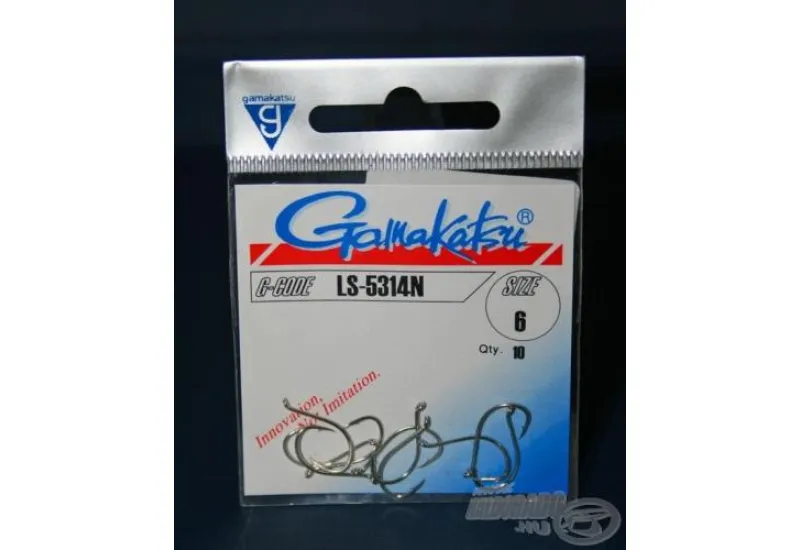 gamakatsu
g
Gamakatsu®
G-CODE LS-5314N
SIZE
6
Qty. 10
Innovation,
Not Imitation.